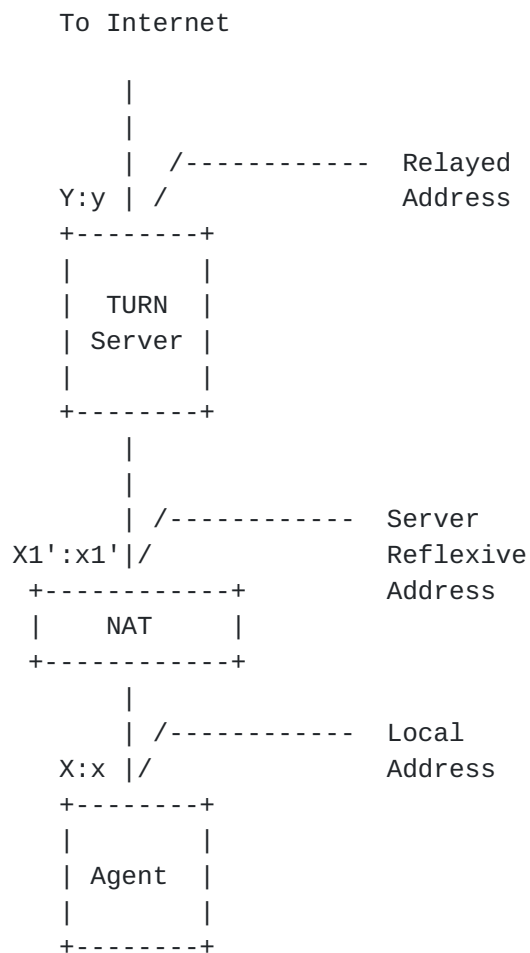 To Internet
Relayed
Y:y Address
TURN
Server
Server
X1':x1' Reflexive
Address
NAT
Local
X:x Address
Agent